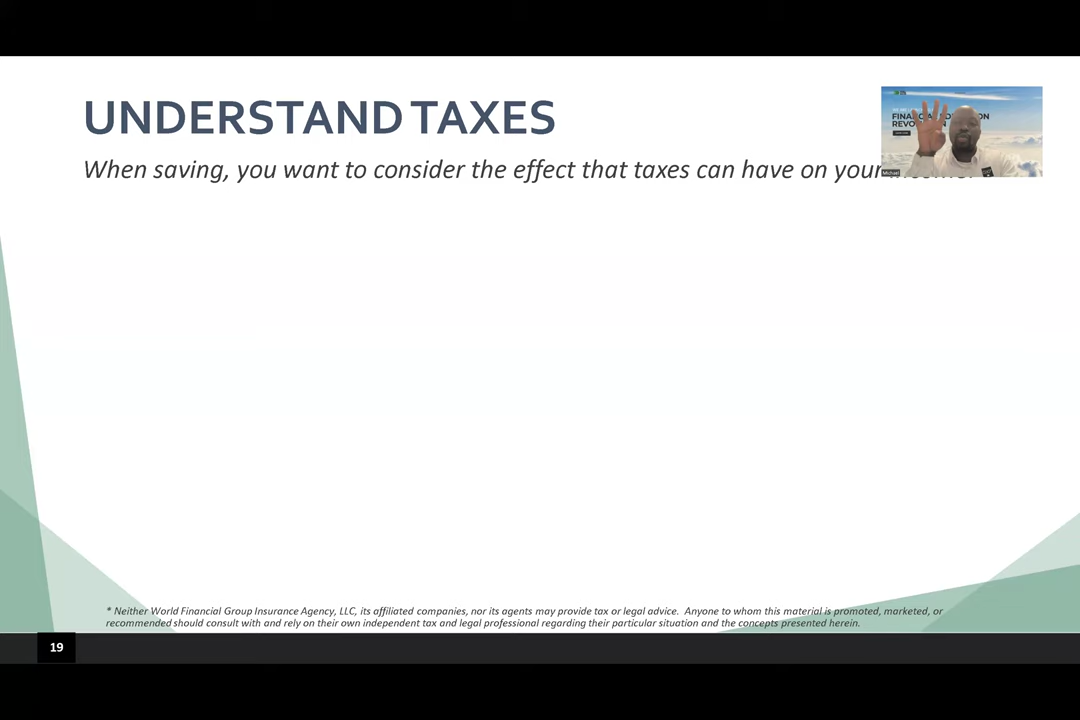 UNDERSTAND TAXES
When saving, you want to consider the effect that taxes can have on your
FINANCIAL
REVOLUTION
Michael
* Neither World Financial Group Insurance Agency, LLC, its affiliated companies, nor its agents may provide tax or legal advice. Anyone to whom this material is promoted, marketed, or
recommended should consult with and rely on their own independent tax and legal professional regarding their particular situation and the concepts presented herein.
19